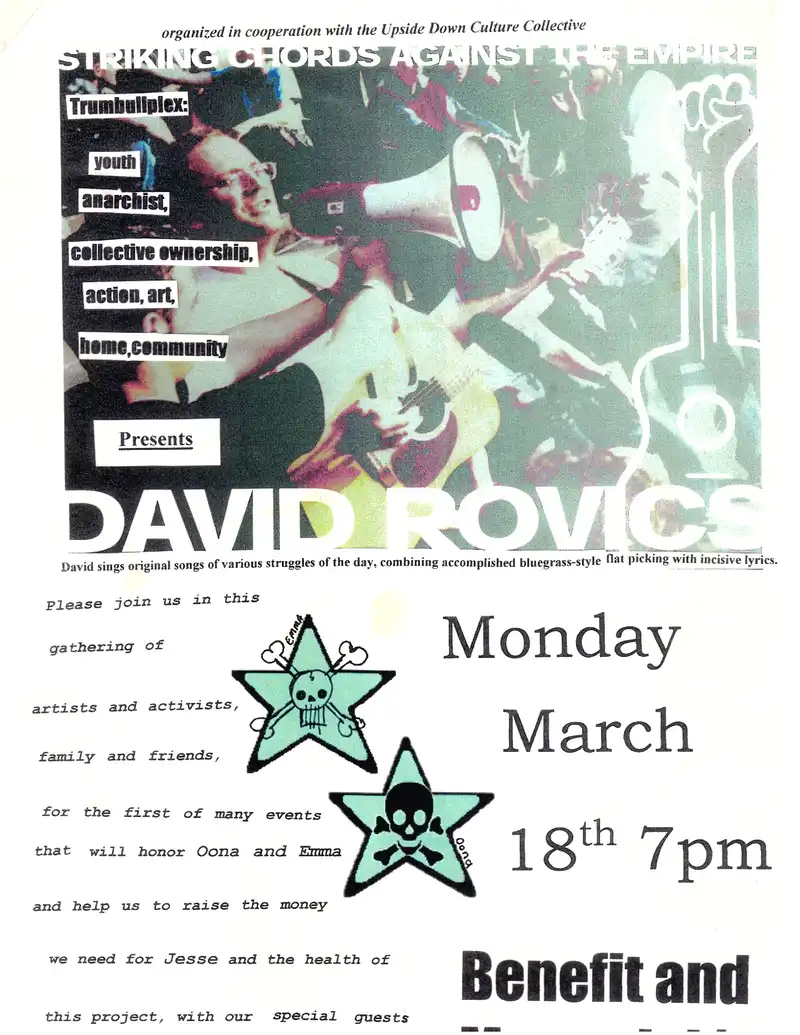 organized in cooperation with the Upside Down Culture Collective
STRIKING CHORDS AGAINST THE EMPIRE
Trumbullplex:
youth
anarchist,
collective ownership,
action, art,
home,community
Presents
DAVID ROVICS
David sings original songs of various struggles of the day, combining accomplished bluegrass-style flat picking with incisive lyrics.
Please join us in this
gathering of
artists and activists,
family and friends,
for the first of many events
that will honor Oona and Emma
and help us to raise the money
we need for Jesse and the health of
this project, with our special guests
EMMA
Oona
Monday
March
18th 7pm
Benefit and